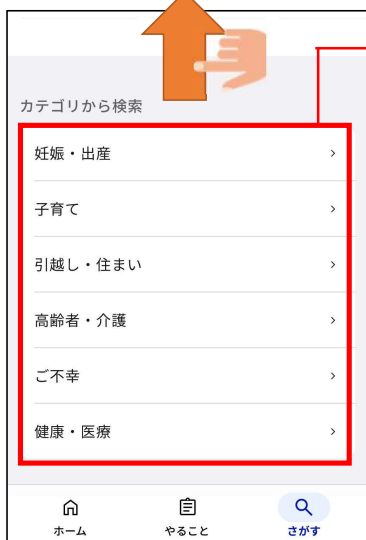 カテゴリから検索
妊娠・出産
子育て
引越し・住まい
高齢者・介護
ご不幸
健康・医療
ホーム
やること
さがす